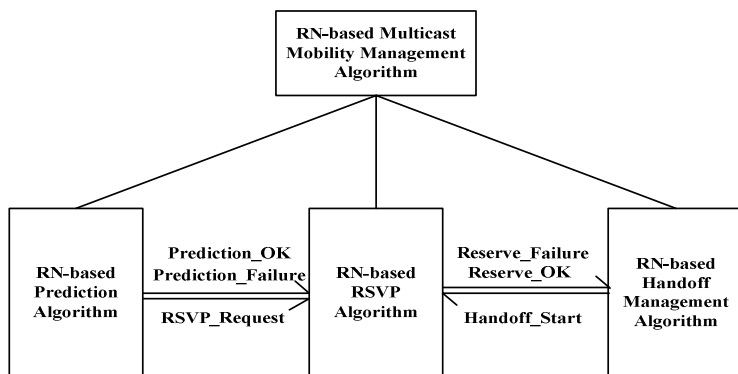 RN-based Multicast
Mobility Management
Algorithm
RN-based
Prediction
Algorithm
Prediction_OK
Prediction_Failure
RSVP_Request
RN-based
RSVP
Algorithm
Reserve_Failure
Reserve_OK
Handoff_Start
RN-based
Handoff
Management
Algorithm